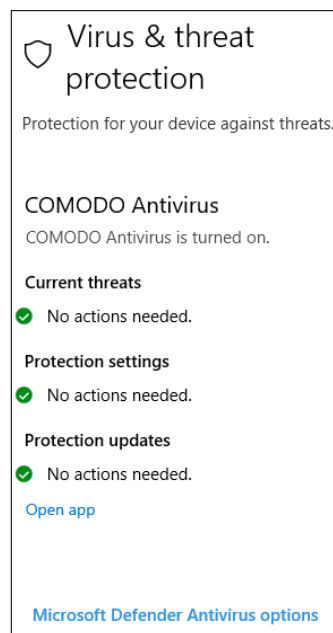 Virus & threat
protection
Protection for your device against threats.
COMODO Antivirus
COMODO Antivirus is turned on.
Current threats
No actions needed.
Protection settings
No actions needed.
Protection updates
No actions needed.
Open app
Microsoft Defender Antivirus options